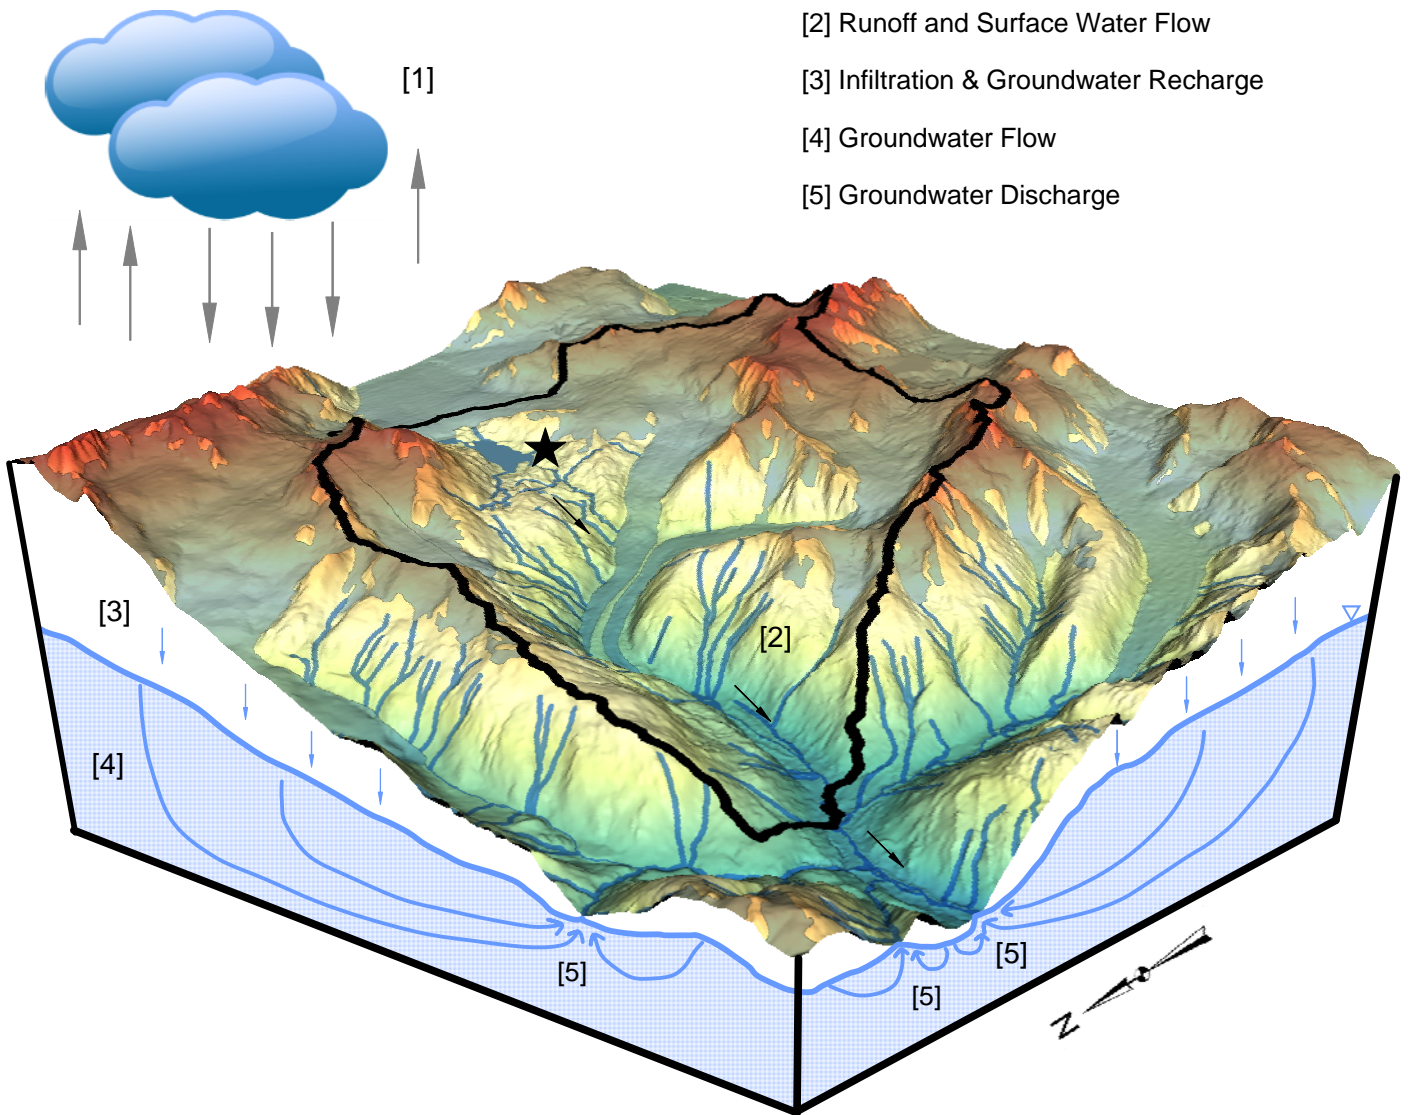 [2] Runoff and Surface Water Flow
[1]
[3] Infiltration & Groundwater Recharge
[4] Groundwater Flow
[5] Groundwater Discharge
[3]
[2]
[4]
[5]
[5]
[5]
N